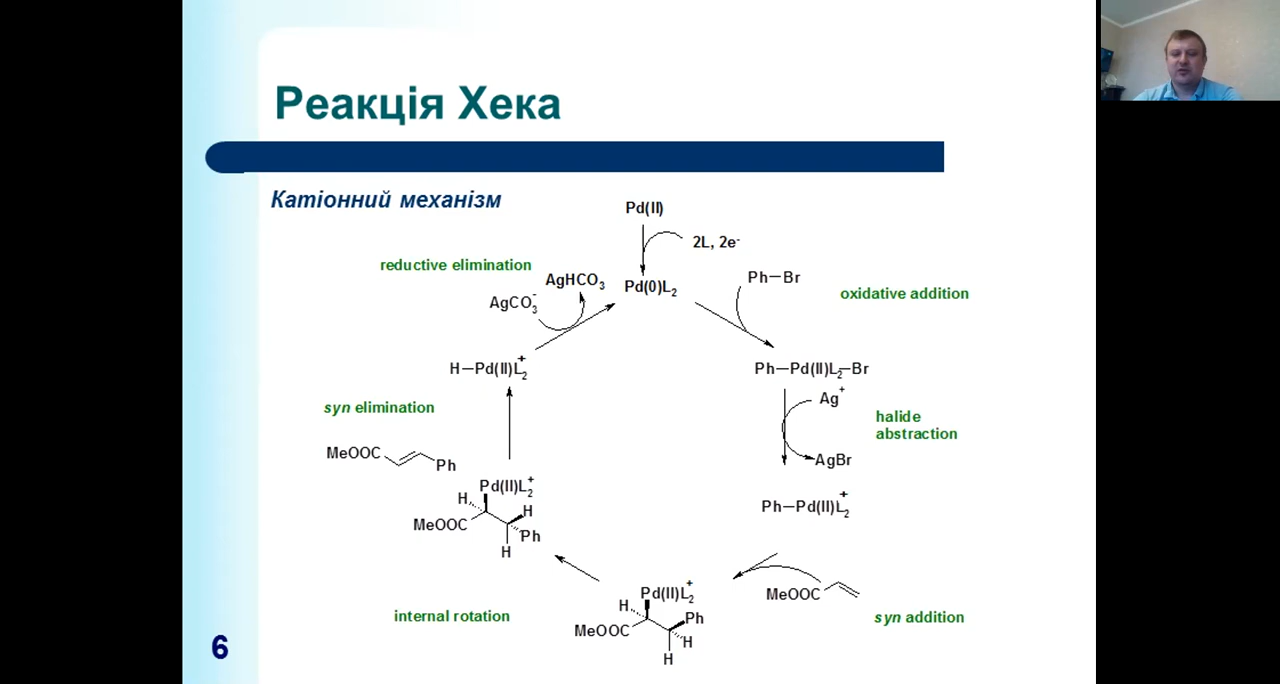 Реакція Хека
Катіонний механізм
Pd(II)
2L, 2e-
reductive elimination
AgHCO3
Pd(0)L2
Ph-Br
oxidative addition
AgCO3-
H-Pd(II)L2+
Ph-Pd(II)L2-Br
Ag+
halide
abstraction
syn elimination
AgBr
MeOOC
Ph
Pd(II)L2+
H
H
MeOOC
Ph
H
Ph-Pd(II)L2+
MeOOC
syn addition
internal rotation
Pd(II)L2+
H
Ph
MeOOC
H
H
6